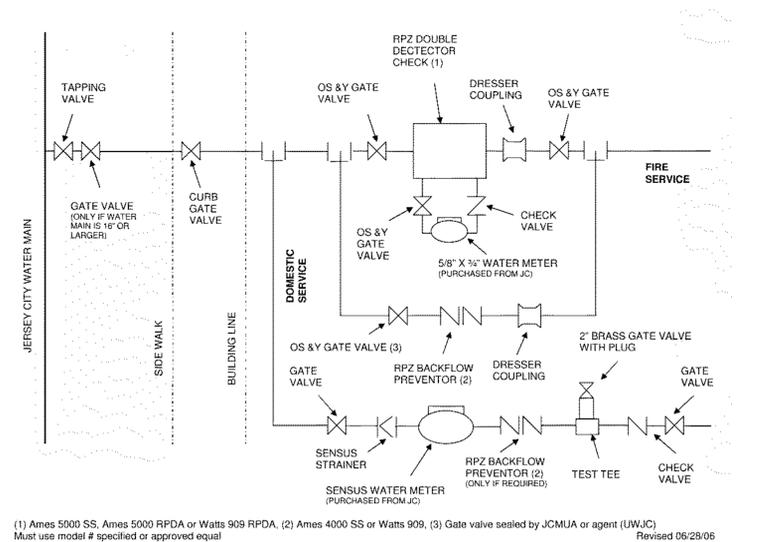 RPZ DOUBLE
DECTECTOR
CHECK (1)
TAPPING
VALVE
OS &Y GATE
VALVE
DRESSER
COUPLING
OS &Y GATE
VALVE
FIRE
SERVICE
GATE VALVE
(ONLY IF WATER
MAIN IS 16" OR
LARGER)
CURB
GATE
VALVE
OS &Y
GATE
VALVE
CHECK
VALVE
5/8" X ¾" WATER METER
(PURCHASED FROM JC)
JERSEY CITY WATER MAIN
SIDE WALK
BUILDING LINE
DOMESTIC
SERVICE
OS &Y GATE VALVE (3)
RPZ BACKFLOW
PREVENTOR (2)
DRESSER
COUPLING
2" BRASS GATE VALVE
WITH PLUG
GATE
VALVE
GATE
VALVE
SENSUS
STRAINER
SENSUS WATER METER
(PURCHASED FROM JC)
RPZ BACKFLOW
PREVENTOR (2)
(ONLY IF REQUIRED)
TEST TEE
CHECK
VALVE
(1) Ames 5000 SS, Ames 5000 RPDA or Watts 909 RPDA, (2) Ames 4000 SS or Watts 909, (3) Gate valve sealed by JCMUA or agent (UWJC)
Must use model # specified or approved equal
Revised 06/28/06